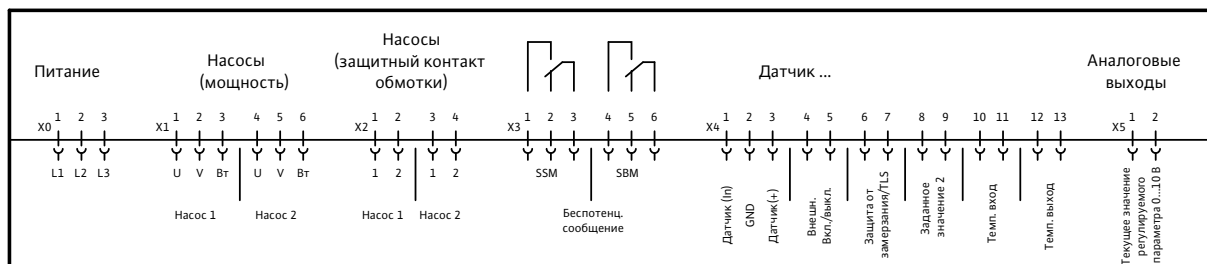 Питание
Насосы
(мощность)
Насосы
(защитный контакт
обмотки)
Датчик ...
Аналоговые
выходы
X0 1 2 3
X1 1 2 3 4 5 6
X2 1 2 3 4
X3 1 2 3 4 5 6
X4 1 2 3 4 5 6 7 8 9 10 11 12 13
X5 1 2
L1 L2 L3
U V Вт U V Вт
1 2 1 2
SSM SBM
Насос 1 Насос 2
Насос 1 Насос 2
Беспотенц.
сообщение
Датчик (In)
GND
Датчик(+)
Внешн.
Вкл./выкл.
Защита от
замерзания/TLS
Заданное
значение 2
Темп. вход
Темп. выход
Текущее значение
регулируемого
параметра 0...10 В